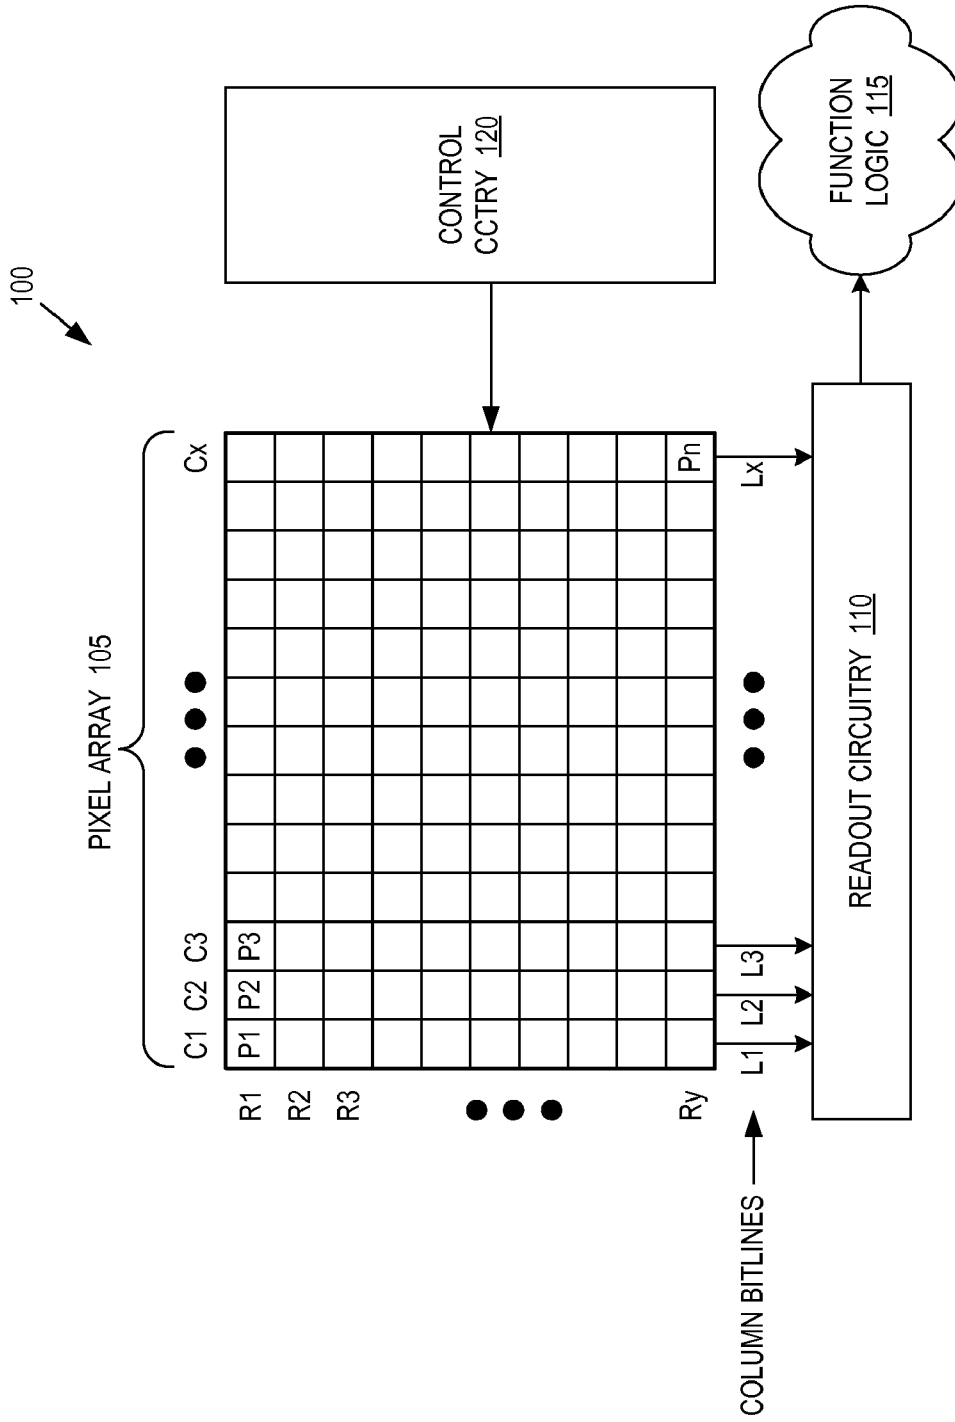 100
PIXEL ARRAY 105
C1 C2 C3 Cx
R1 P1 P2 P3
R2
R3
Ry Pn
CONTROL
CCTRY 120
COLUMN BITLINES L1 L2 L3 Lx
READOUT CIRCUITRY 110
FUNCTION
LOGIC 115